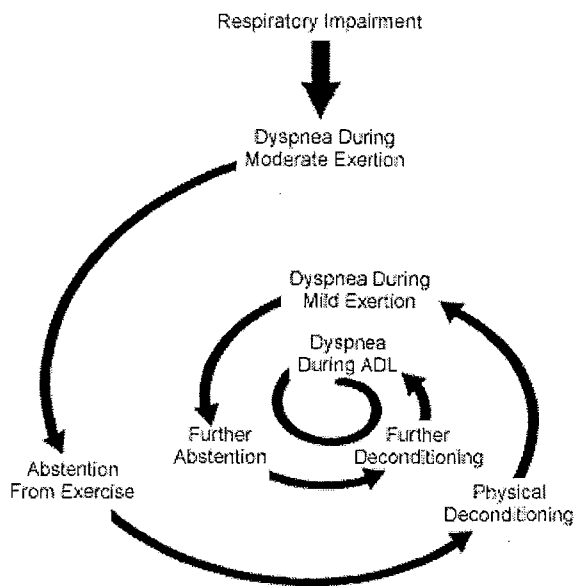 Respiratory Impairment
Dyspnea During
Moderate Exertion
Dyspnea During
Mild Exertion
Dyspnea
During ADL
Further
Abstention
Further
Deconditioning
Abstention
From Exercise
Physical
Deconditioning